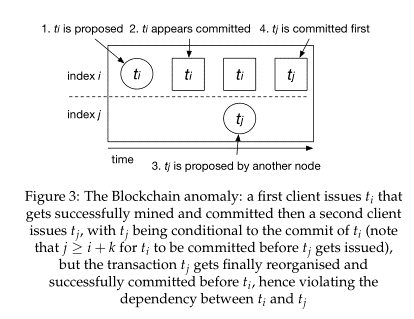 1. ti is proposed 2. ti appears committed 4. tj is committed first
index i ti ti ti tj
index j tj
time
3. tj is proposed by another node
Figure 3: The Blockchain anomaly: a first client issues ti that
gets successfully mined and committed then a second client
issues tj, with tj being conditional to the commit of ti (note
that j ≥ i + k for ti to be committed before tj gets issued),
but the transaction tj gets finally reorganised and
successfully committed before ti, hence violating the
dependency between ti and tj